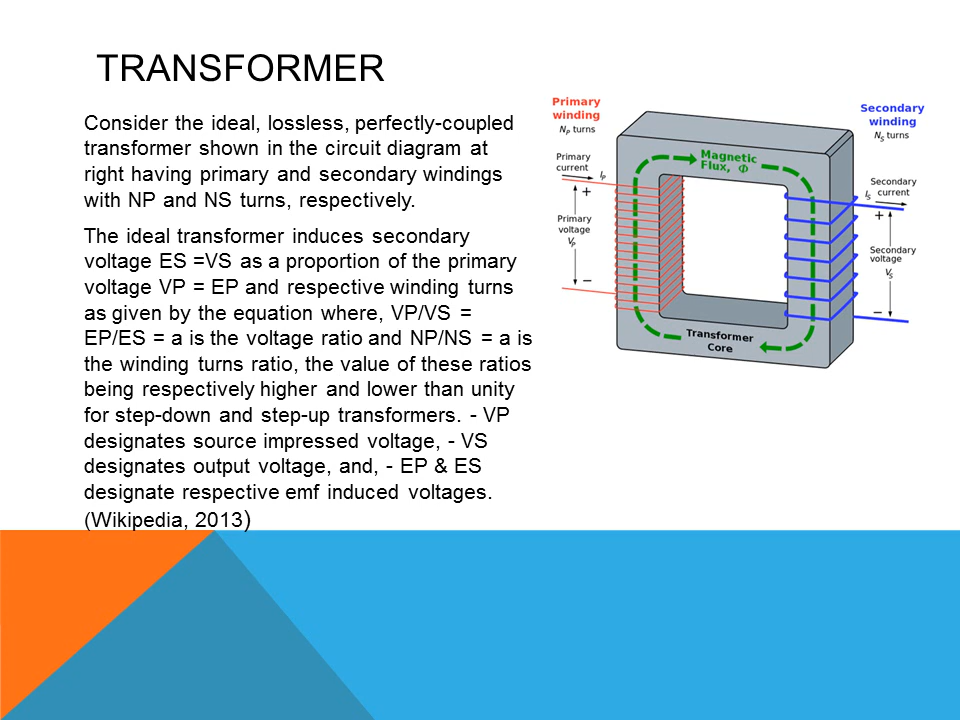 TRANSFORMER
Consider the ideal, lossless, perfectly-coupled
transformer shown in the circuit diagram at
right having primary and secondary windings
with NP and NS turns, respectively.
The ideal transformer induces secondary
voltage ES =VS as a proportion of the primary
voltage VP = EP and respective winding turns
as given by the equation where, VP/VS =
EP/ES = a is the voltage ratio and NP/NS = a is
the winding turns ratio, the value of these ratios
being respectively higher and lower than unity
for step-down and step-up transformers. - VP
designates source impressed voltage, - VS
designates output voltage, and, - EP & ES
designate respective emf induced voltages.
(Wikipedia, 2013)
Primary
winding
NP turns
Primary
current
IP
+
Primary
voltage
VP
−
Magnetic
Flux, Φ
Transformer
Core
Secondary
winding
NS turns
Secondary
current
IS
+
Secondary
voltage
VS
−